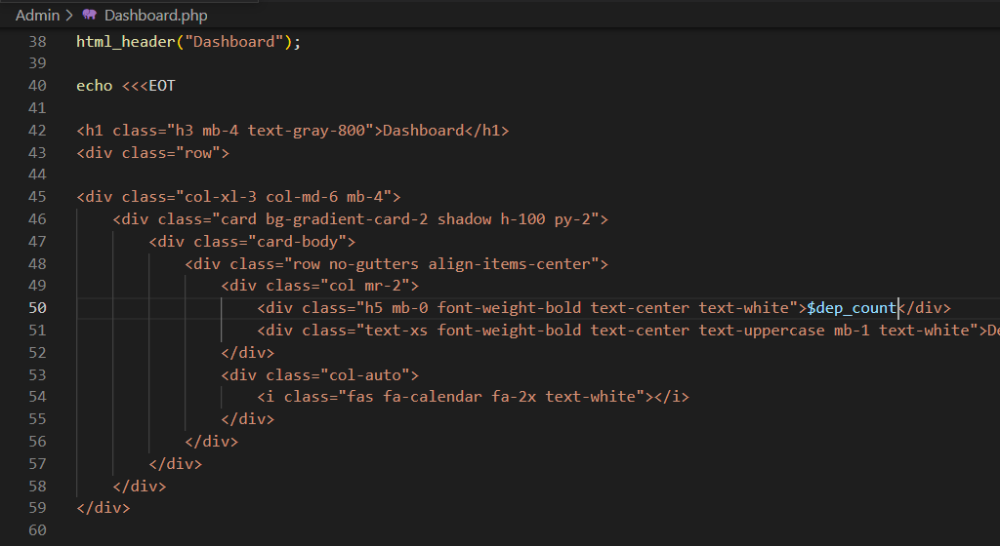 Admin > Dashboard.php
38 html_header("Dashboard");
39
40 echo <<<EOT
41
42 <h1 class="h3 mb-4 text-gray-800">Dashboard</h1>
43 <div class="row">
44
45 <div class="col-xl-3 col-md-6 mb-4">
46     <div class="card bg-gradient-card-2 shadow h-100 py-2">
47         <div class="card-body">
48             <div class="row no-gutters align-items-center">
49                 <div class="col mr-2">
50                     <div class="h5 mb-0 font-weight-bold text-center text-white">$dep_count</div>
51                     <div class="text-xs font-weight-bold text-center text-uppercase mb-1 text-white">De
52                 </div>
53                 <div class="col-auto">
54                     <i class="fas fa-calendar fa-2x text-white"></i>
55                 </div>
56             </div>
57         </div>
58     </div>
59 </div>
60